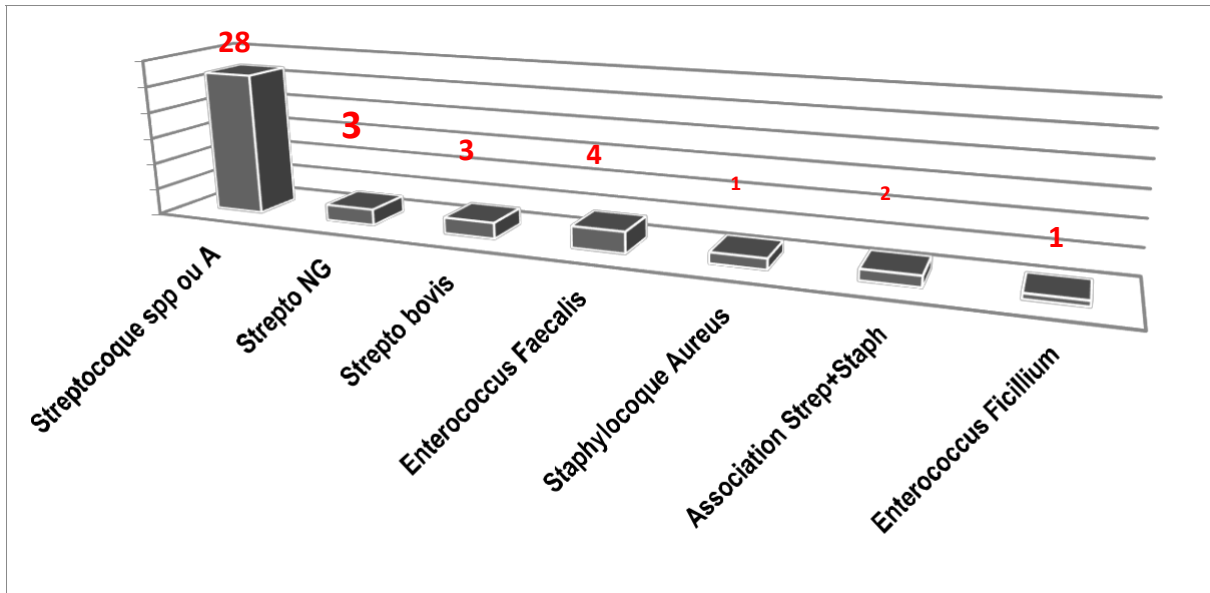 28
3
3
4
1
2
1
Streptocoque spp ou A
Strepto NG
Strepto bovis
Enterococcus Faecalis
Staphylocoque Aureus
Association Strep+Staph
Enterococcus Ficillium